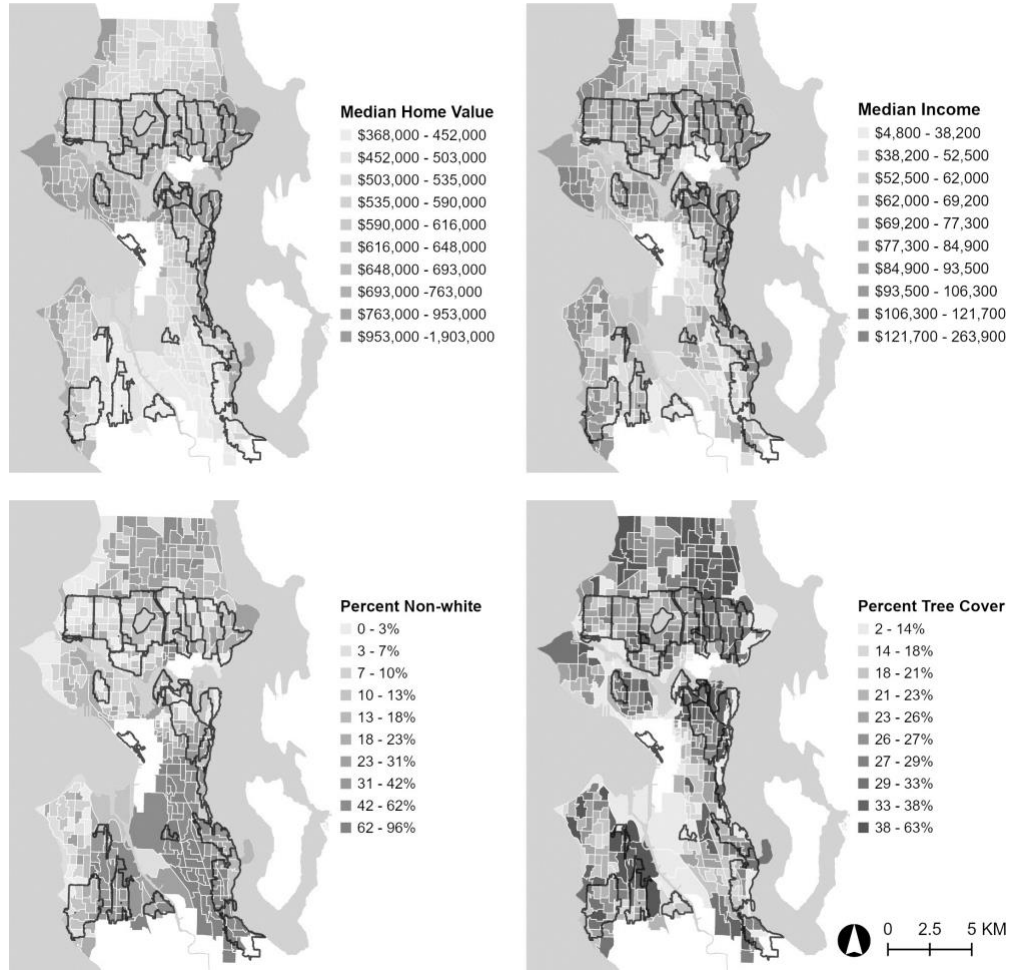 Median Home Value
$368,000 - 452,000
$452,000 - 503,000
$503,000 - 535,000
$535,000 - 590,000
$590,000 - 616,000
$616,000 - 648,000
$648,000 - 693,000
$693,000 -763,000
$763,000 - 953,000
$953,000 -1,903,000
Median Income
$4,800 - 38,200
$38,200 - 52,500
$52,500 - 62,000
$62,000 - 69,200
$69,200 - 77,300
$77,300 - 84,900
$84,900 - 93,500
$93,500 - 106,300
$106,300 - 121,700
$121,700 - 263,900
Percent Non-white
0 - 3%
3 - 7%
7 - 10%
10 - 13%
13 - 18%
18 - 23%
23 - 31%
31 - 42%
42 - 62%
62 - 96%
Percent Tree Cover
2 - 14%
14 - 18%
18 - 21%
21 - 23%
23 - 26%
26 - 27%
27 - 29%
29 - 33%
33 - 38%
38 - 63%
0 2.5 5 KM